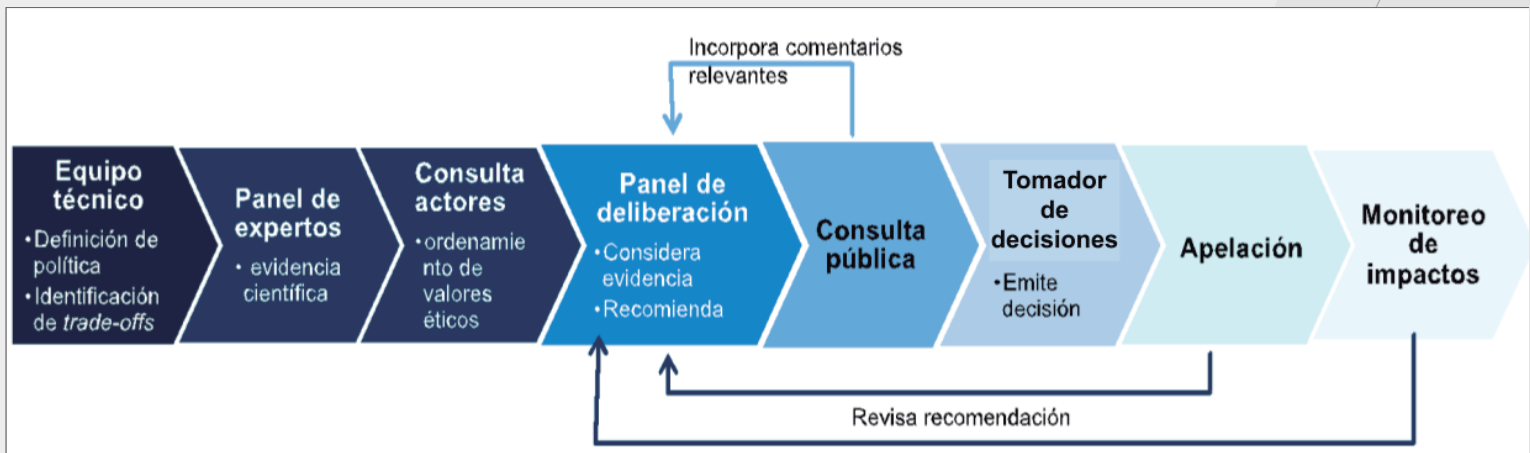 Incorpora comentarios
relevantes
Equipo
técnico
•Definición de
política
•Identificación
de trade-offs
Panel de
expertos
• evidencia
científica
Consulta
actores
•ordenamie
nto de
valores
éticos
Panel de
deliberación
•Considera
evidencia
•Recomienda
Consulta
pública
Tomador
de
decisiones
•Emite
decisión
Apelación
Monitoreo
de
impactos
Revisa recomendación